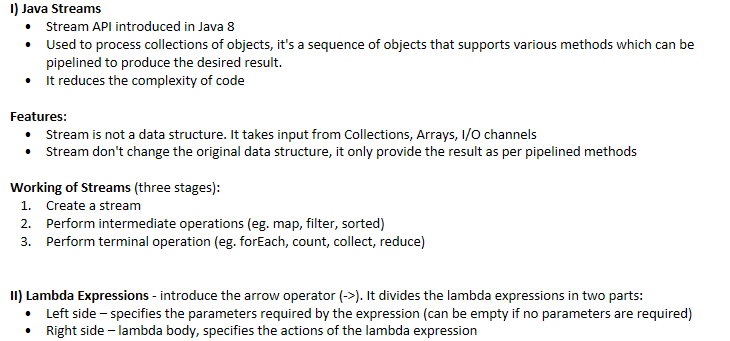 I) Java Streams
• Stream API introduced in Java 8
• Used to process collections of objects, it's a sequence of objects that supports various methods which can be
pipelined to produce the desired result.
• It reduces the complexity of code
Features:
• Stream is not a data structure. It takes input from Collections, Arrays, I/O channels
• Stream don't change the original data structure, it only provide the result as per pipelined methods
Working of Streams (three stages):
1. Create a stream
2. Perform intermediate operations (eg. map, filter, sorted)
3. Perform terminal operation (eg. forEach, count, collect, reduce)
II) Lambda Expressions - introduce the arrow operator (->). It divides the lambda expressions in two parts:
• Left side – specifies the parameters required by the expression (can be empty if no parameters are required)
• Right side – lambda body, specifies the actions of the lambda expression